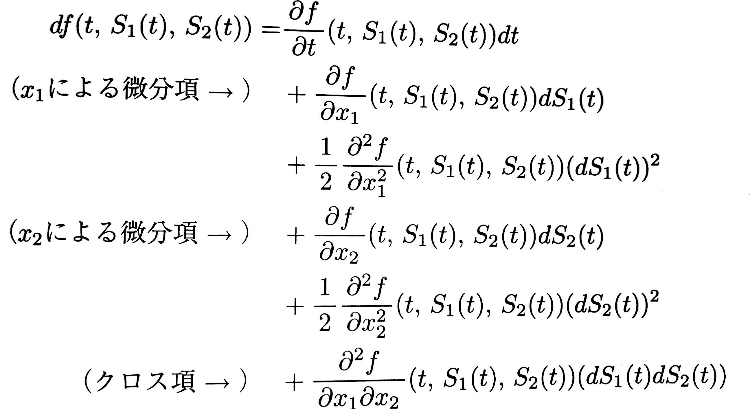 df(t, S₁(t), S₂(t)) = ∂f/∂t (t, S₁(t), S₂(t))dt
(x₁による微分項 → ) + ∂f/∂x₁ (t, S₁(t), S₂(t))dS₁(t)
+ 1/2 ∂²f/∂x₁² (t, S₁(t), S₂(t))(dS₁(t))²
(x₂による微分項 → ) + ∂f/∂x₂ (t, S₁(t), S₂(t))dS₂(t)
+ 1/2 ∂²f/∂x₂² (t, S₁(t), S₂(t))(dS₂(t))²
(クロス項 → ) + ∂²f/∂x₁∂x₂ (t, S₁(t), S₂(t))(dS₁(t)dS₂(t))